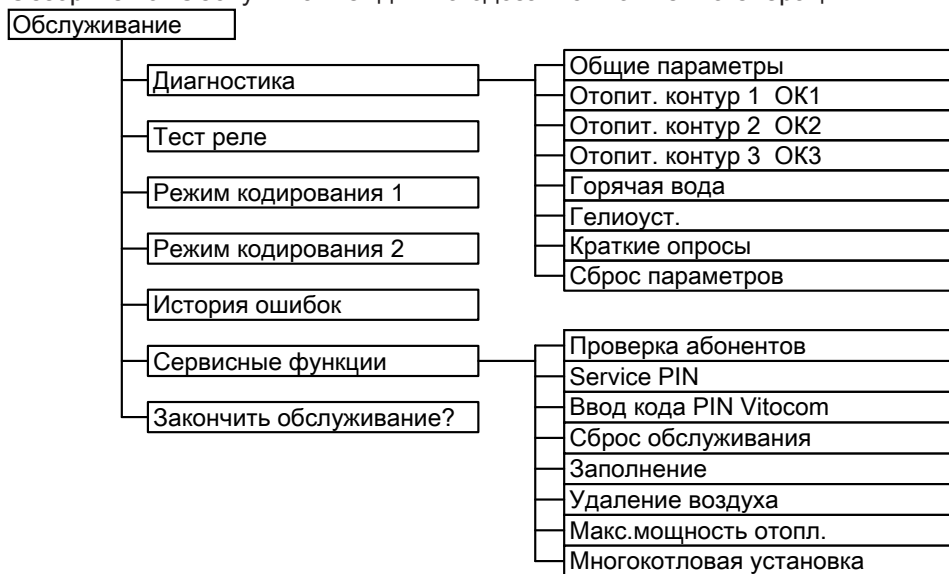 Обслуживание
Диагностика
Общие параметры
Отопит. контур 1 ОК1
Отопит. контур 2 ОК2
Отопит. контур 3 ОК3
Горячая вода
Гелиоуст.
Краткие опросы
Сброс параметров
Тест реле
Режим кодирования 1
Режим кодирования 2
История ошибок
Сервисные функции
Проверка абонентов
Service PIN
Ввод кода PIN Vitocom
Сброс обслуживания
Заполнение
Удаление воздуха
Макс.мощность отопл.
Многокотловая установка
Закончить обслуживание?